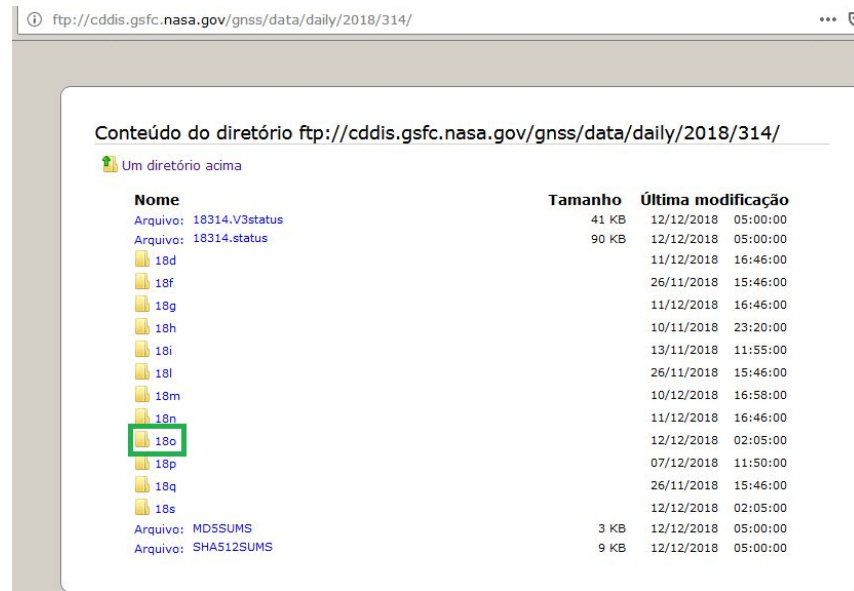 ftp://cddis.gsfc.nasa.gov/gnss/data/daily/2018/314/
Conteúdo do diretório ftp://cddis.gsfc.nasa.gov/gnss/data/daily/2018/314/
Um diretório acima
Nome Tamanho Última modificação
Arquivo: 18314.V3status 41 KB 12/12/2018 05:00:00
Arquivo: 18314.status 90 KB 12/12/2018 05:00:00
18d 11/12/2018 16:46:00
18f 26/11/2018 15:46:00
18g 11/12/2018 16:46:00
18h 10/11/2018 23:20:00
18i 13/11/2018 11:55:00
18l 26/11/2018 15:46:00
18m 10/12/2018 16:58:00
18n 11/12/2018 16:46:00
18o 12/12/2018 02:05:00
18p 07/12/2018 11:50:00
18q 26/11/2018 15:46:00
18s 12/12/2018 02:05:00
Arquivo: MD5SUMS 3 KB 12/12/2018 05:00:00
Arquivo: SHA512SUMS 9 KB 12/12/2018 05:00:00